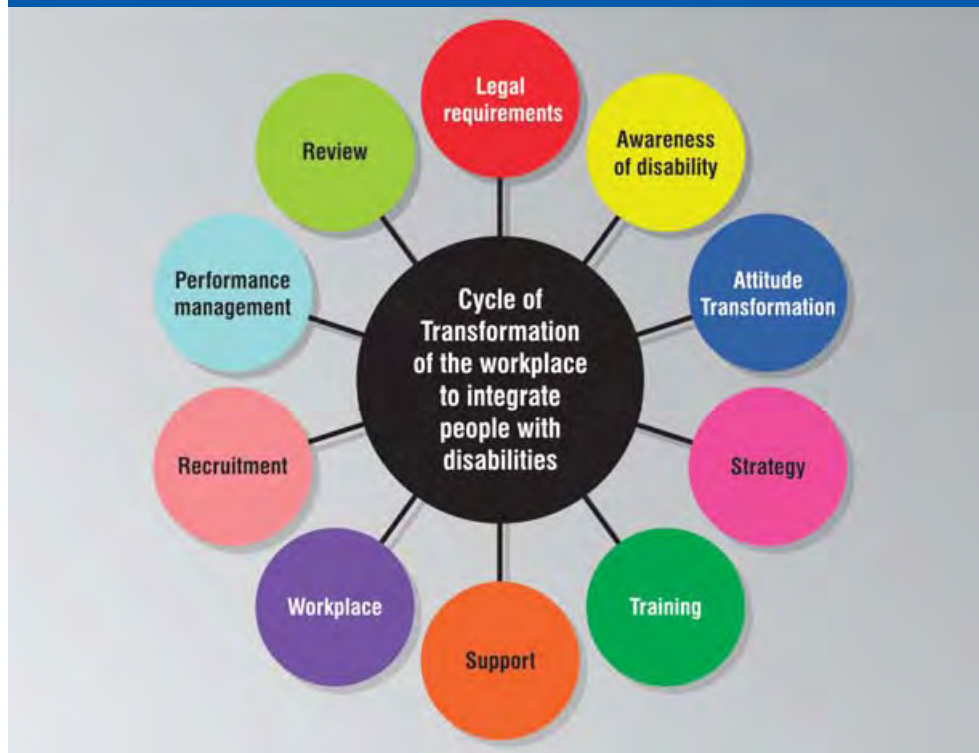 Legal
requirements
Awareness
of disability
Attitude
Transformation
Strategy
Training
Support
Workplace
Recruitment
Performance
management
Review
Cycle of
Transformation
of the workplace
to integrate
people with
disabilities